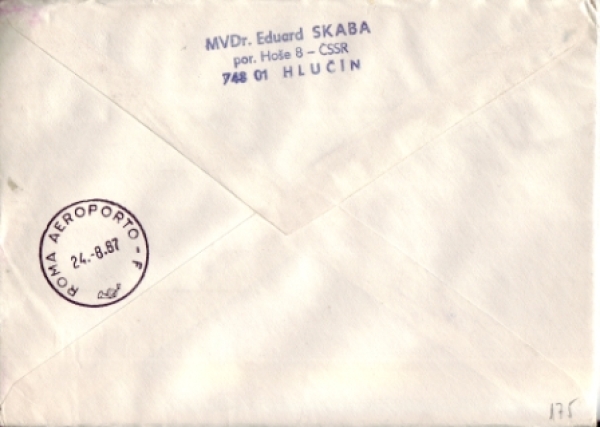 MVDr. Eduard SKABA
por. Hoše 8 - ČSSR
748 01 HLUČÍN
ROMA AEROPORTO - F
24.-8.87
175